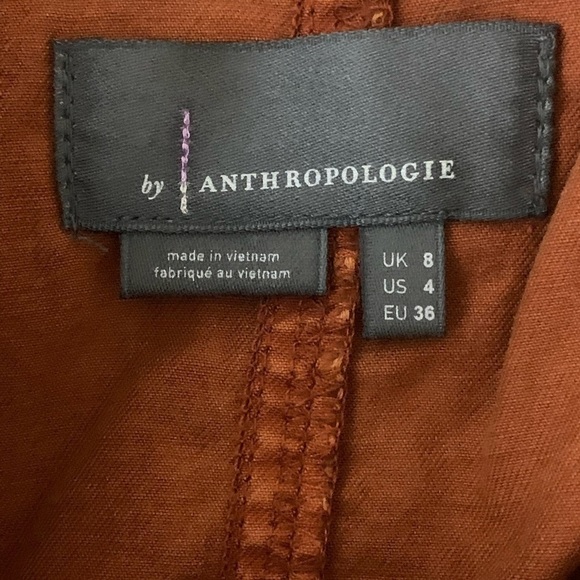 by ANTHROPOLOGIE
made in vietnam
fabriqué au vietnam
UK 8
US 4
EU 36